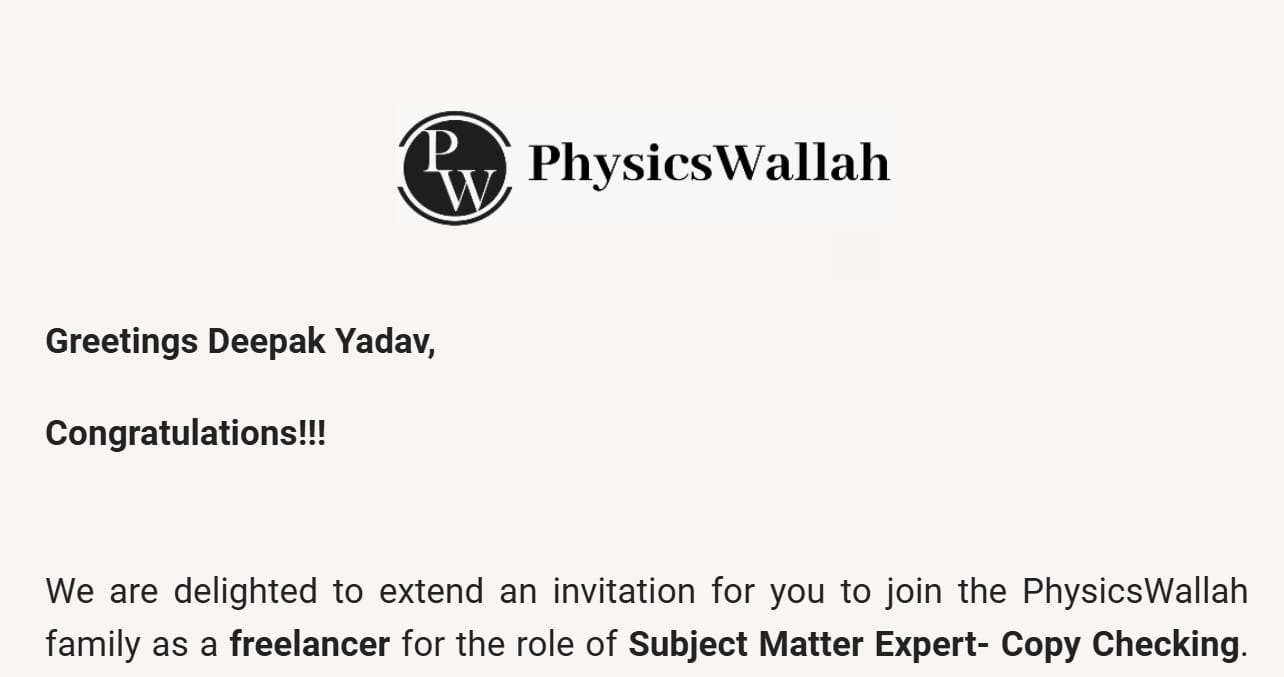 PW PhysicsWallah
Greetings Deepak Yadav,
Congratulations!!!
We are delighted to extend an invitation for you to join the PhysicsWallah
family as a freelancer for the role of Subject Matter Expert- Copy Checking.